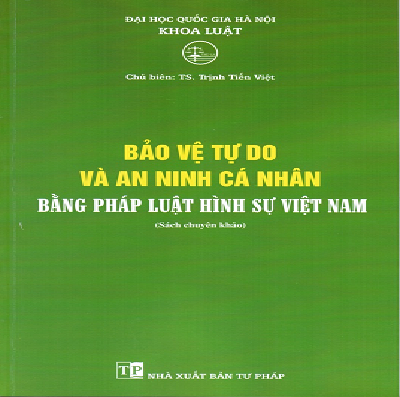 ĐẠI HỌC QUỐC GIA HÀ NỘI
KHOA LUẬT
Chủ biên: TS. Trịnh Tiến Việt
BẢO VỆ TỰ DO
VÀ AN NINH CÁ NHÂN
BẰNG PHÁP LUẬT HÌNH SỰ VIỆT NAM
(Sách chuyên khảo)
TP NHÀ XUẤT BẢN TƯ PHÁP